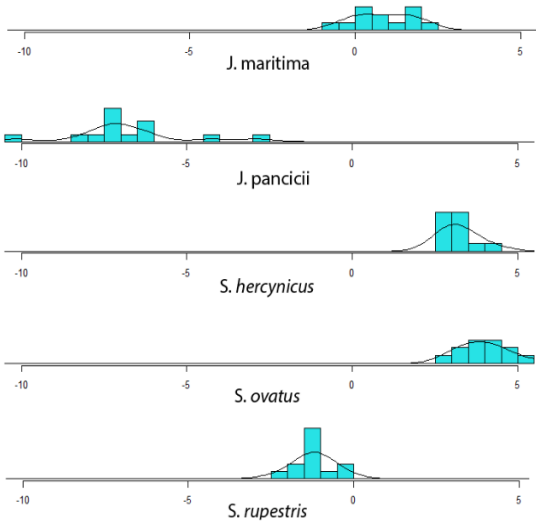 -10 -5 0 5
J. maritima
-10 -5 0 5
J. pancicii
-10 -5 0 5
S. hercynicus
-10 -5 0 5
S. ovatus
-10 -5 0 5
S. rupestris